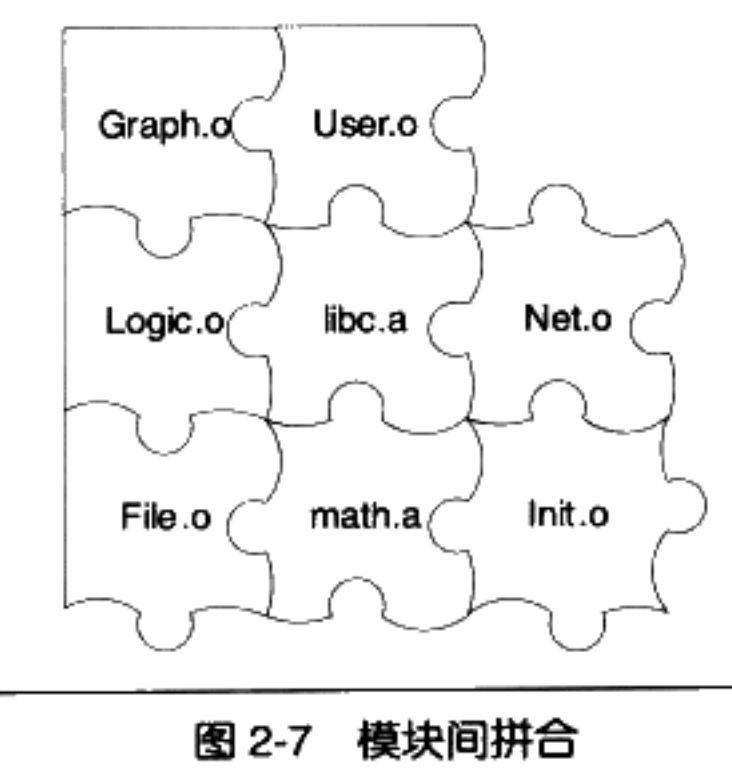 Graph.o User.o
Logic.o libc.a Net.o
File.o math.a Init.o
图 2-7 模块间拼合